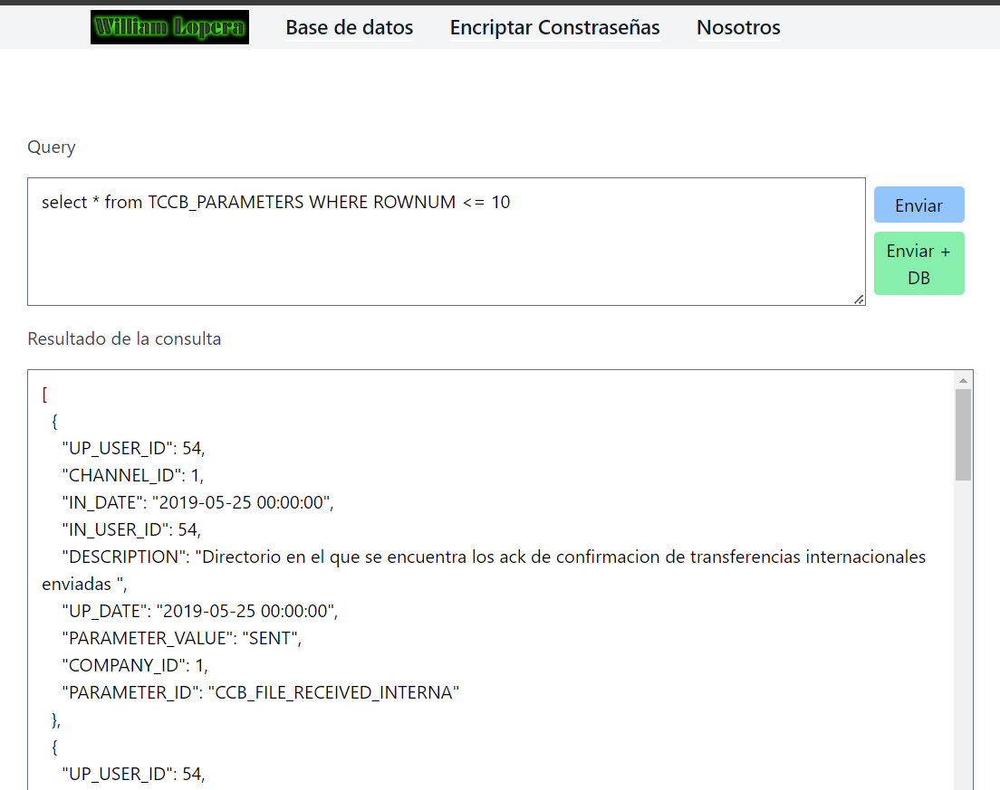 William Lopera
Base de datos
Encriptar Constraseñas
Nosotros
Query
select * from TCCB_PARAMETERS WHERE ROWNUM <= 10
Enviar
Enviar +
DB
Resultado de la consulta
[
{
"UP_USER_ID": 54,
"CHANNEL_ID": 1,
"IN_DATE": "2019-05-25 00:00:00",
"IN_USER_ID": 54,
"DESCRIPTION": "Directorio en el que se encuentra los ack de confirmacion de transferencias internacionales
enviadas ",
"UP_DATE": "2019-05-25 00:00:00",
"PARAMETER_VALUE": "SENT",
"COMPANY_ID": 1,
"PARAMETER_ID": "CCB_FILE_RECEIVED_INTERNA"
},
{
"UP_USER_ID": 54,